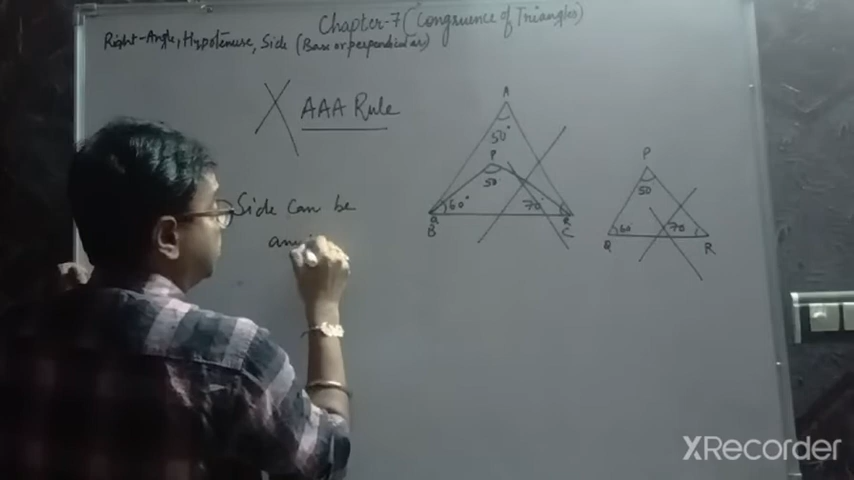 Chapter-7 (Congruence of Triangles)
Right-Angle, Hypotenuse, Side (Base or perpendicular)
X AAA Rule
A
50°
P
50
60°
70°
Q
R
B
C
P
50
60
70
Q
R
Side can be
XRecorder